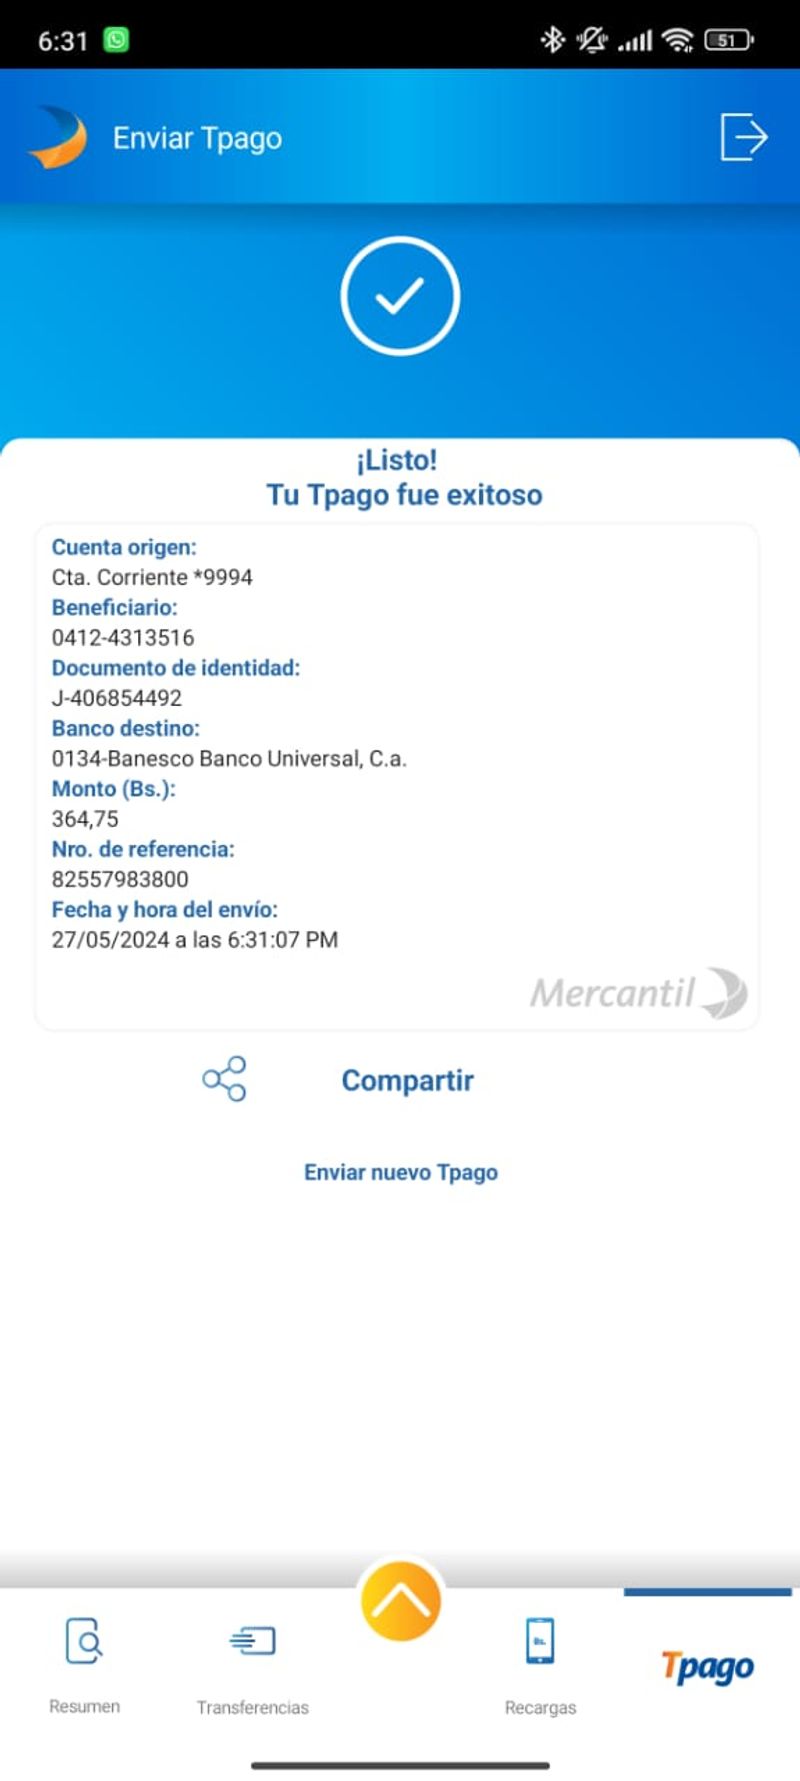 6:31
51
Enviar Tpago
¡Listo!
Tu Tpago fue exitoso
Cuenta origen:
Cta. Corriente *9994
Beneficiario:
0412-4313516
Documento de identidad:
J-406854492
Banco destino:
0134-Banesco Banco Universal, C.a.
Monto (Bs.):
364,75
Nro. de referencia:
82557983800
Fecha y hora del envío:
27/05/2024 a las 6:31:07 PM
Mercantil
Compartir
Enviar nuevo Tpago
Resumen
Transferencias
Bs.
Recargas
Tpago